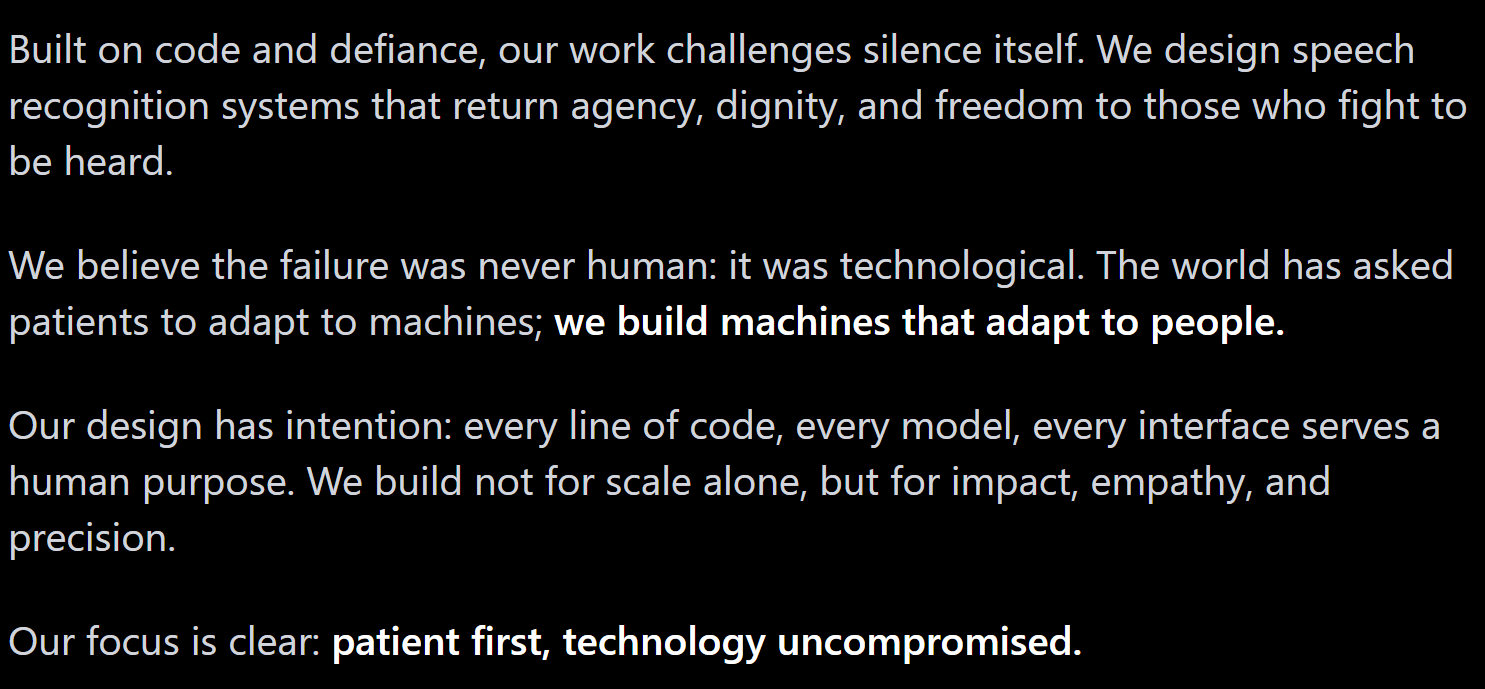 Built on code and defiance, our work challenges silence itself. We design speech
recognition systems that return agency, dignity, and freedom to those who fight to
be heard.
We believe the failure was never human: it was technological. The world has asked
patients to adapt to machines; we build machines that adapt to people.
Our design has intention: every line of code, every model, every interface serves a
human purpose. We build not for scale alone, but for impact, empathy, and
precision.
Our focus is clear: patient first, technology uncompromised.